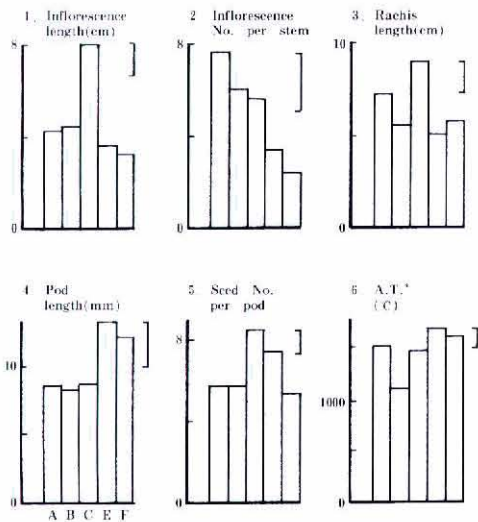 1. Inflorescence length(cm)
8
0
2 Inflorescence No. per stem
8
0
3. Rachis length(cm)
10
0
4 Pod length(mm)
10
0
A B C E F
5 Seed No. per pod
8
0
6 A.T.* (°C)
1000
0